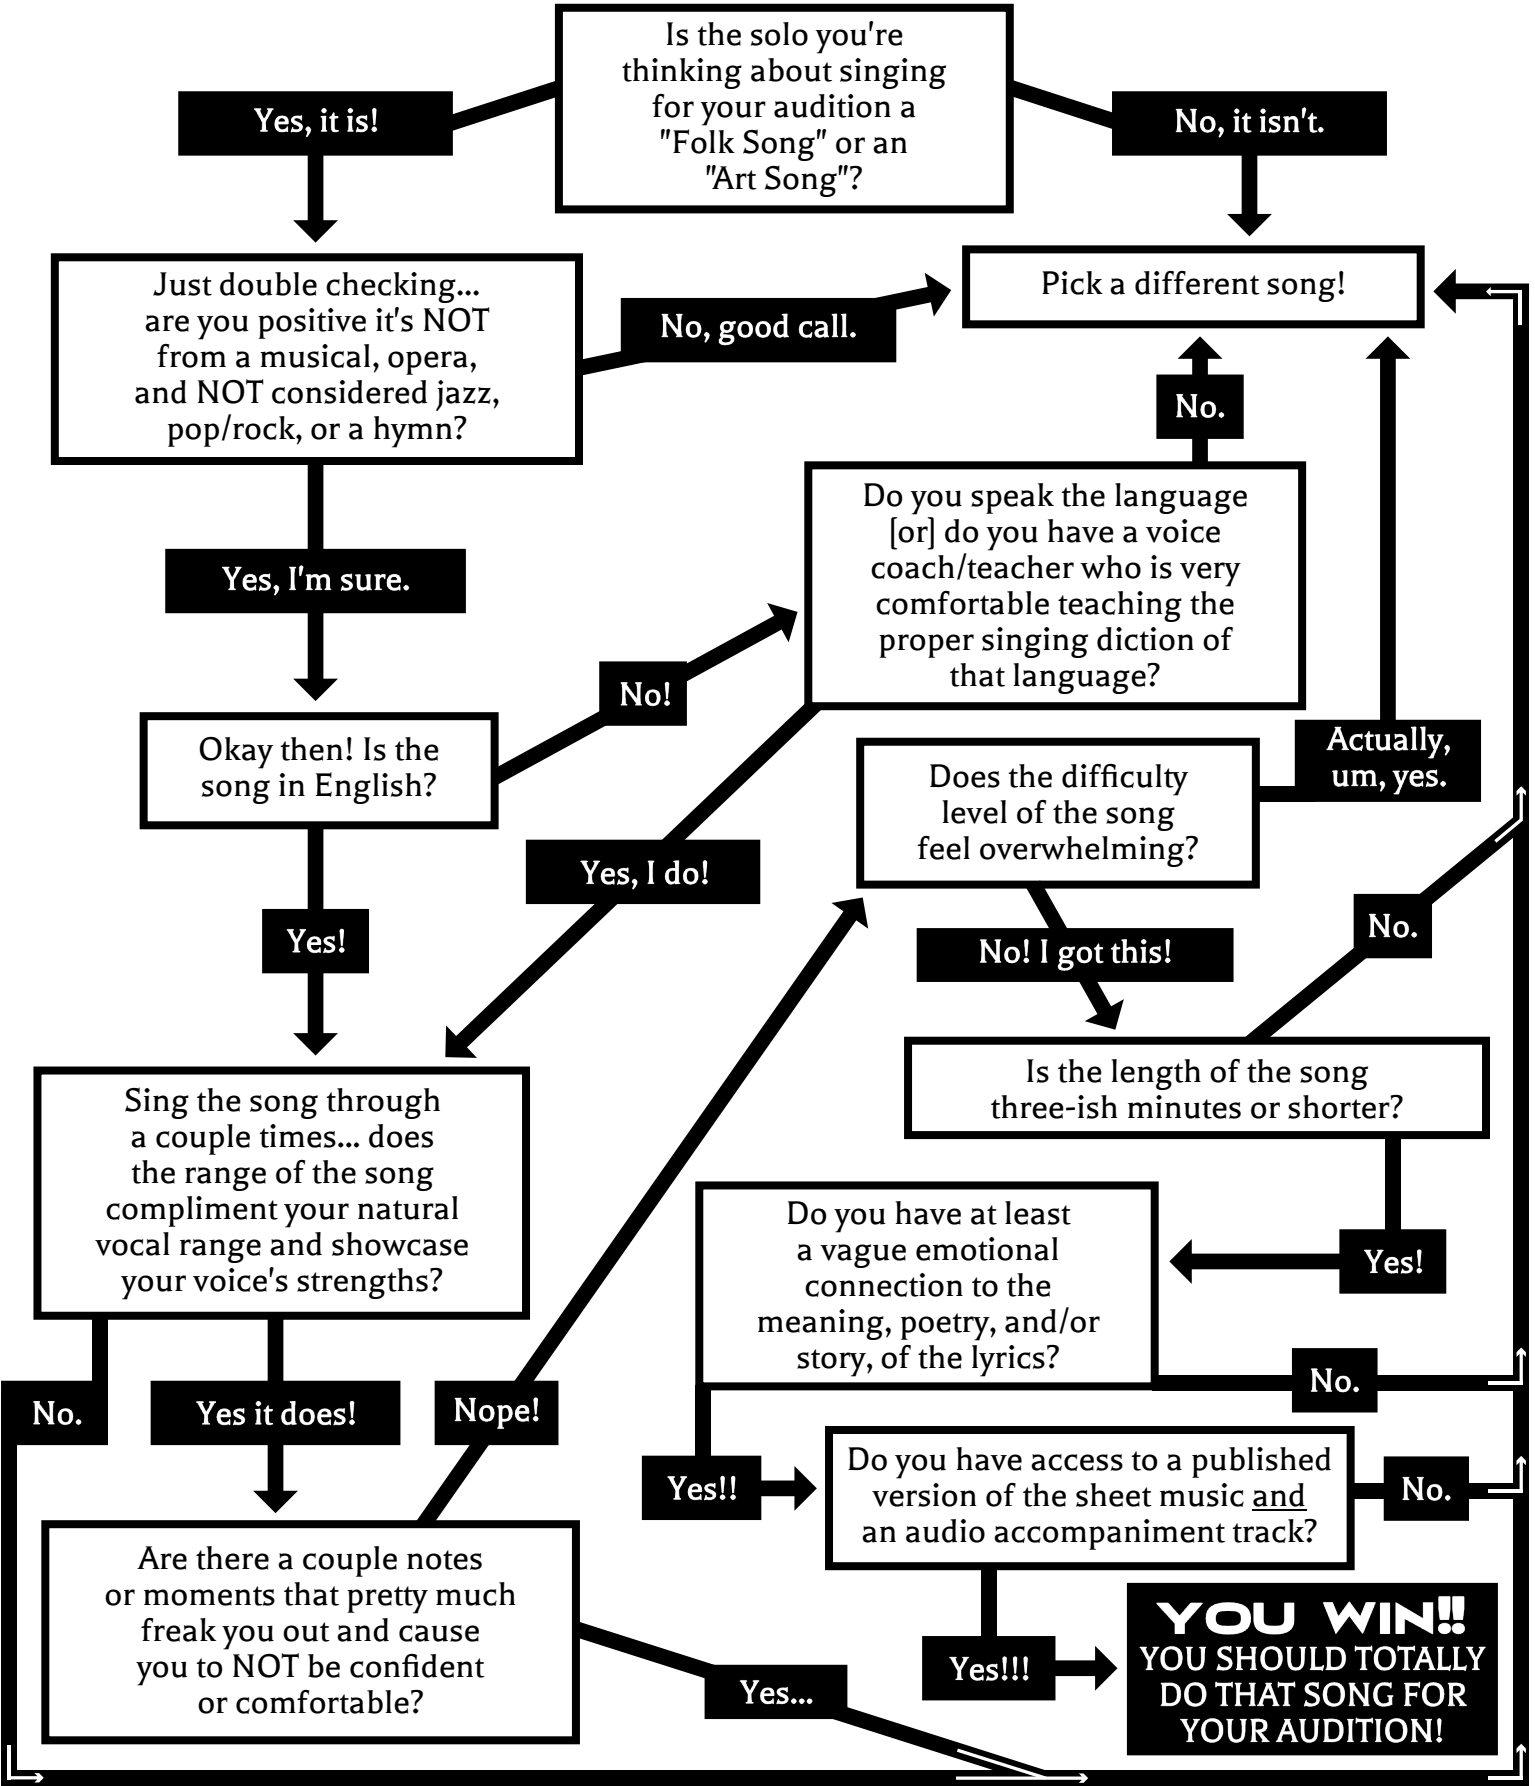 Is the solo you're
thinking about singing
for your audition a
"Folk Song" or an
"Art Song"?
Yes, it is!
No, it isn't.
Just double checking...
are you positive it's NOT
from a musical, opera,
and NOT considered jazz,
pop/rock, or a hymn?
No, good call.
Pick a different song!
No.
Yes, I'm sure.
Do you speak the language
[or] do you have a voice
coach/teacher who is very
comfortable teaching the
proper singing diction of
that language?
No!
Okay then! Is the
song in English?
Actually,
um, yes.
Does the difficulty
level of the song
feel overwhelming?
Yes, I do!
Yes!
No! I got this!
No.
Is the length of the song
three-ish minutes or shorter?
Sing the song through
a couple times... does
the range of the song
compliment your natural
vocal range and showcase
your voice's strengths?
Do you have at least
a vague emotional
connection to the
meaning, poetry, and/or
story, of the lyrics?
Yes!
No.
No.
Yes it does!
Nope!
Yes!!
Do you have access to a published
version of the sheet music and
an audio accompaniment track?
No.
Are there a couple notes
or moments that pretty much
freak you out and cause
you to NOT be confident
or comfortable?
Yes...
Yes!!!
YOU WIN!!
YOU SHOULD TOTALLY
DO THAT SONG FOR
YOUR AUDITION!